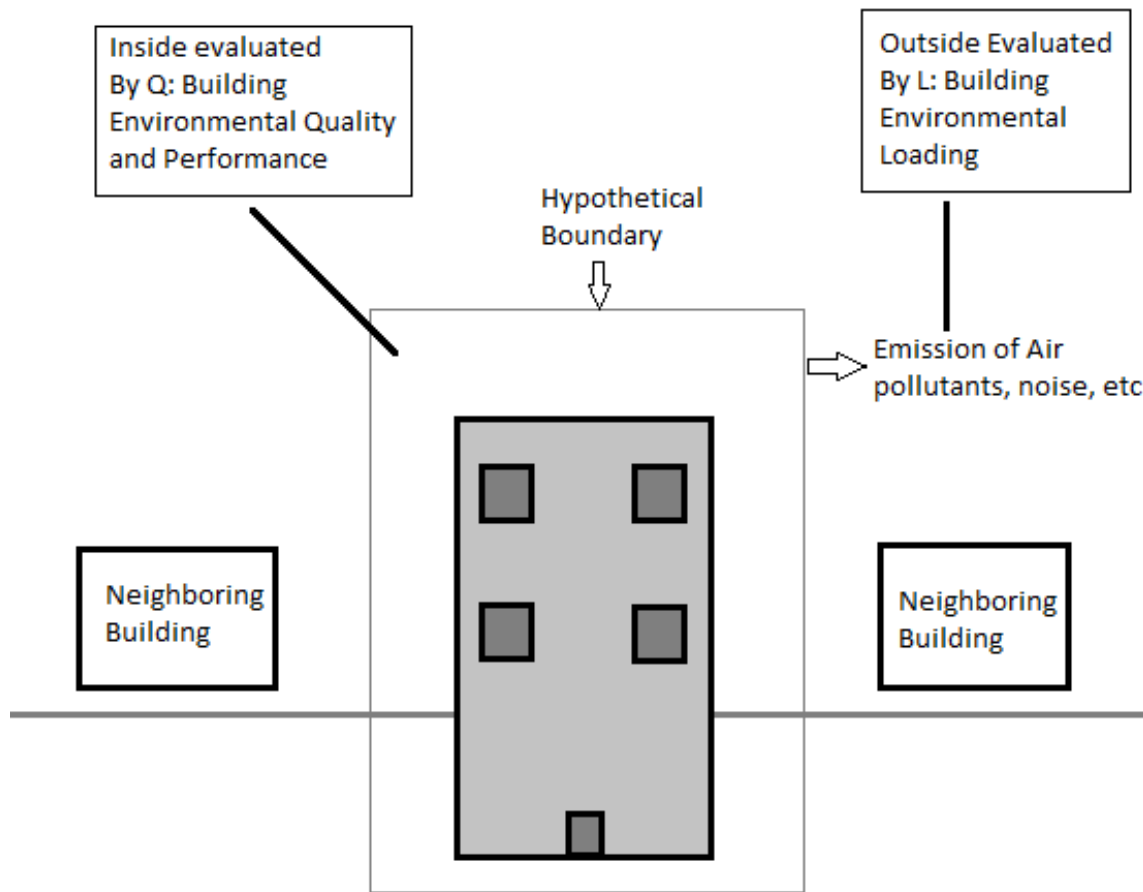 Inside evaluated
By Q: Building
Environmental Quality
and Performance
Outside Evaluated
By L: Building
Environmental
Loading
Hypothetical
Boundary
Emission of Air
pollutants, noise, etc
Neighboring
Building
Neighboring
Building